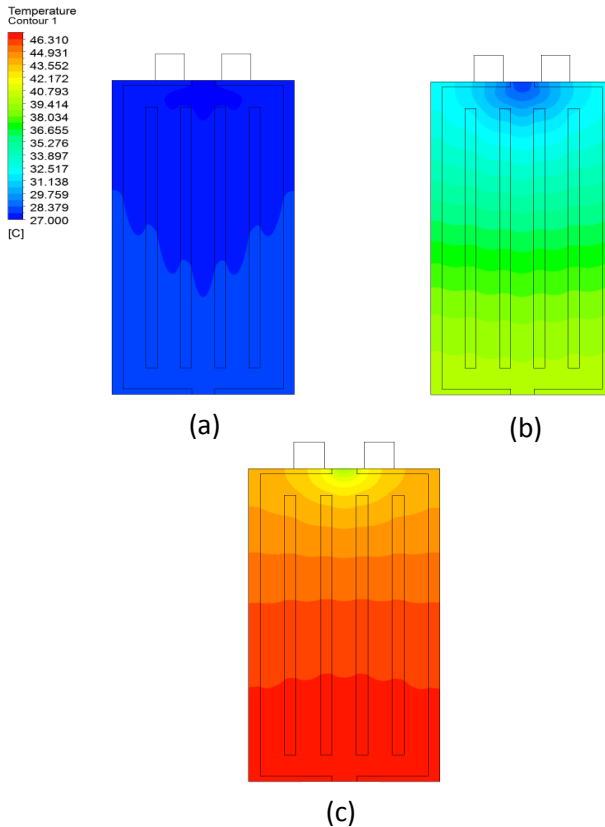 Temperature
Contour 1
46.310
44.931
43.552
42.172
40.793
39.414
38.034
36.655
35.276
33.897
32.517
31.138
29.759
28.379
27.000
[C]
(a)
(b)
(c)